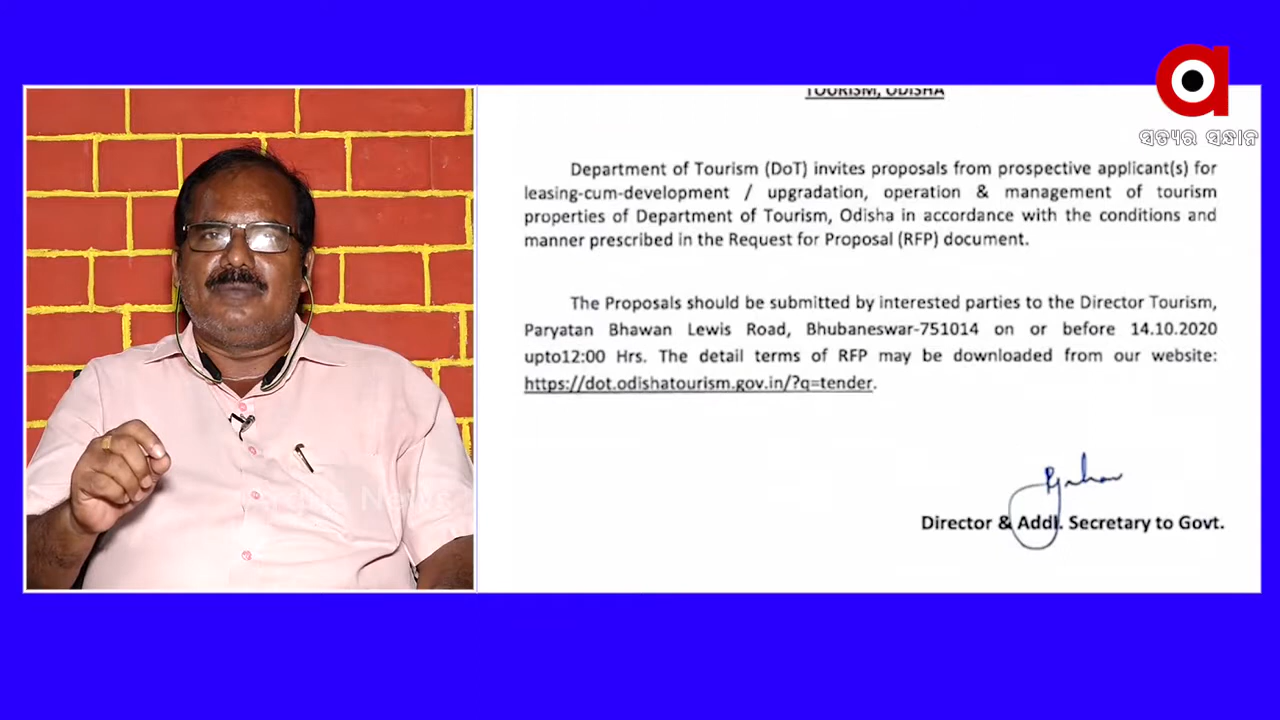 TOURISM, ODISHA
ସତ୍ୟର ସନ୍ଧାନ
Department of Tourism (DoT) invites proposals from prospective applicant(s) for
leasing-cum-development / upgradation, operation & management of tourism
properties of Department of Tourism, Odisha in accordance with the conditions and
manner prescribed in the Request for Proposal (RFP) document.
The Proposals should be submitted by interested parties to the Director Tourism,
Paryatan Bhawan Lewis Road, Bhubaneswar-751014 on or before 14.10.2020
upto12:00 Hrs. The detail terms of RFP may be downloaded from our website:
https://dot.odishatourism.gov.in/?q=tender.
Director & Addl. Secretary to Govt.
News